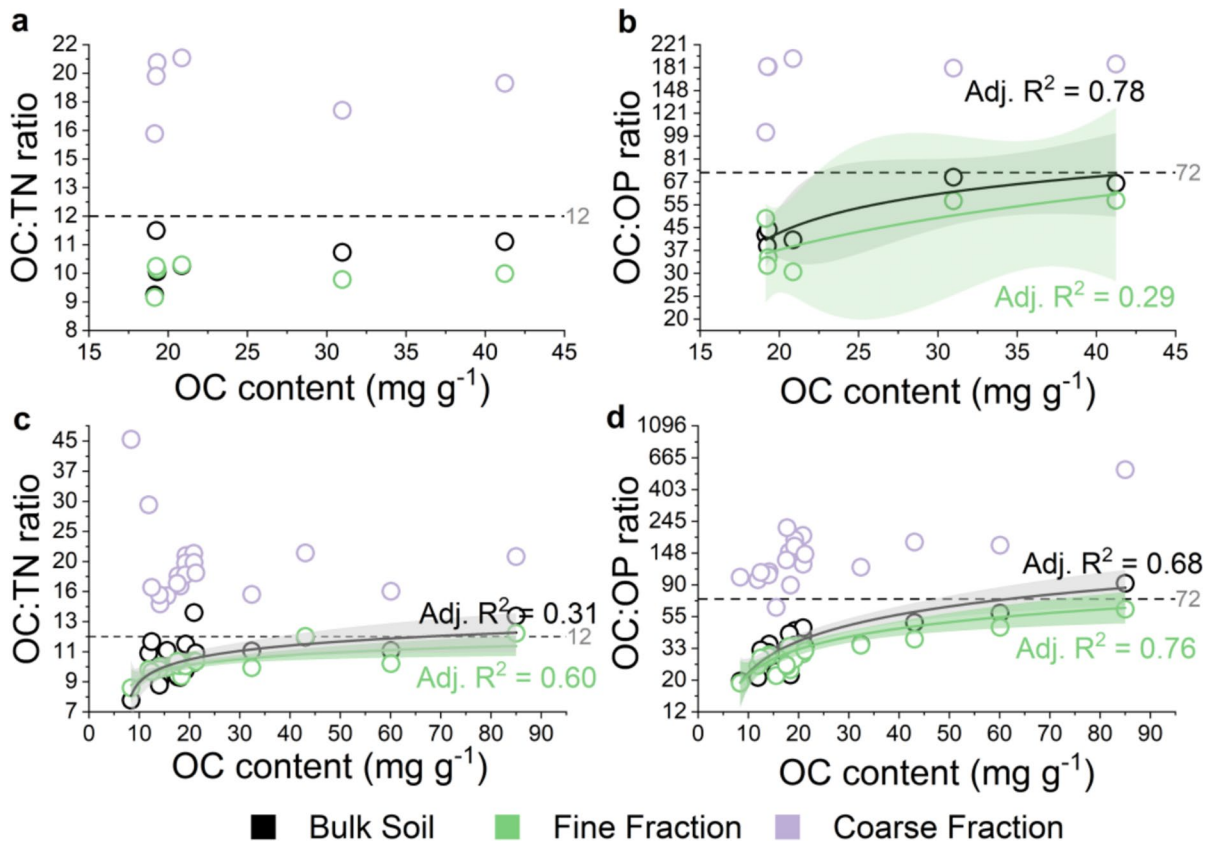 a
22
20
18
16
15
13
12
11
10
9
8
OC:TN ratio
12
15 20 25 30 35 40 45
OC content (mg g-1)
b
221
181
148
121
99
81
67
55
45
37
30
25
20
OC:OP ratio
Adj. R2 = 0.78
72
Adj. R2 = 0.29
15 20 25 30 35 40 45
OC content (mg g-1)
c
45
37
30
25
20
16
13
11
9
7
OC:TN ratio
Adj. R2 = 0.31
12
Adj. R2 = 0.60
0 10 20 30 40 50 60 70 80 90
OC content (mg g-1)
d
1096
665
403
245
148
90
55
33
20
12
OC:OP ratio
Adj. R2 = 0.68
72
Adj. R2 = 0.76
0 10 20 30 40 50 60 70 80 90
OC content (mg g-1)
Bulk Soil Fine Fraction Coarse Fraction